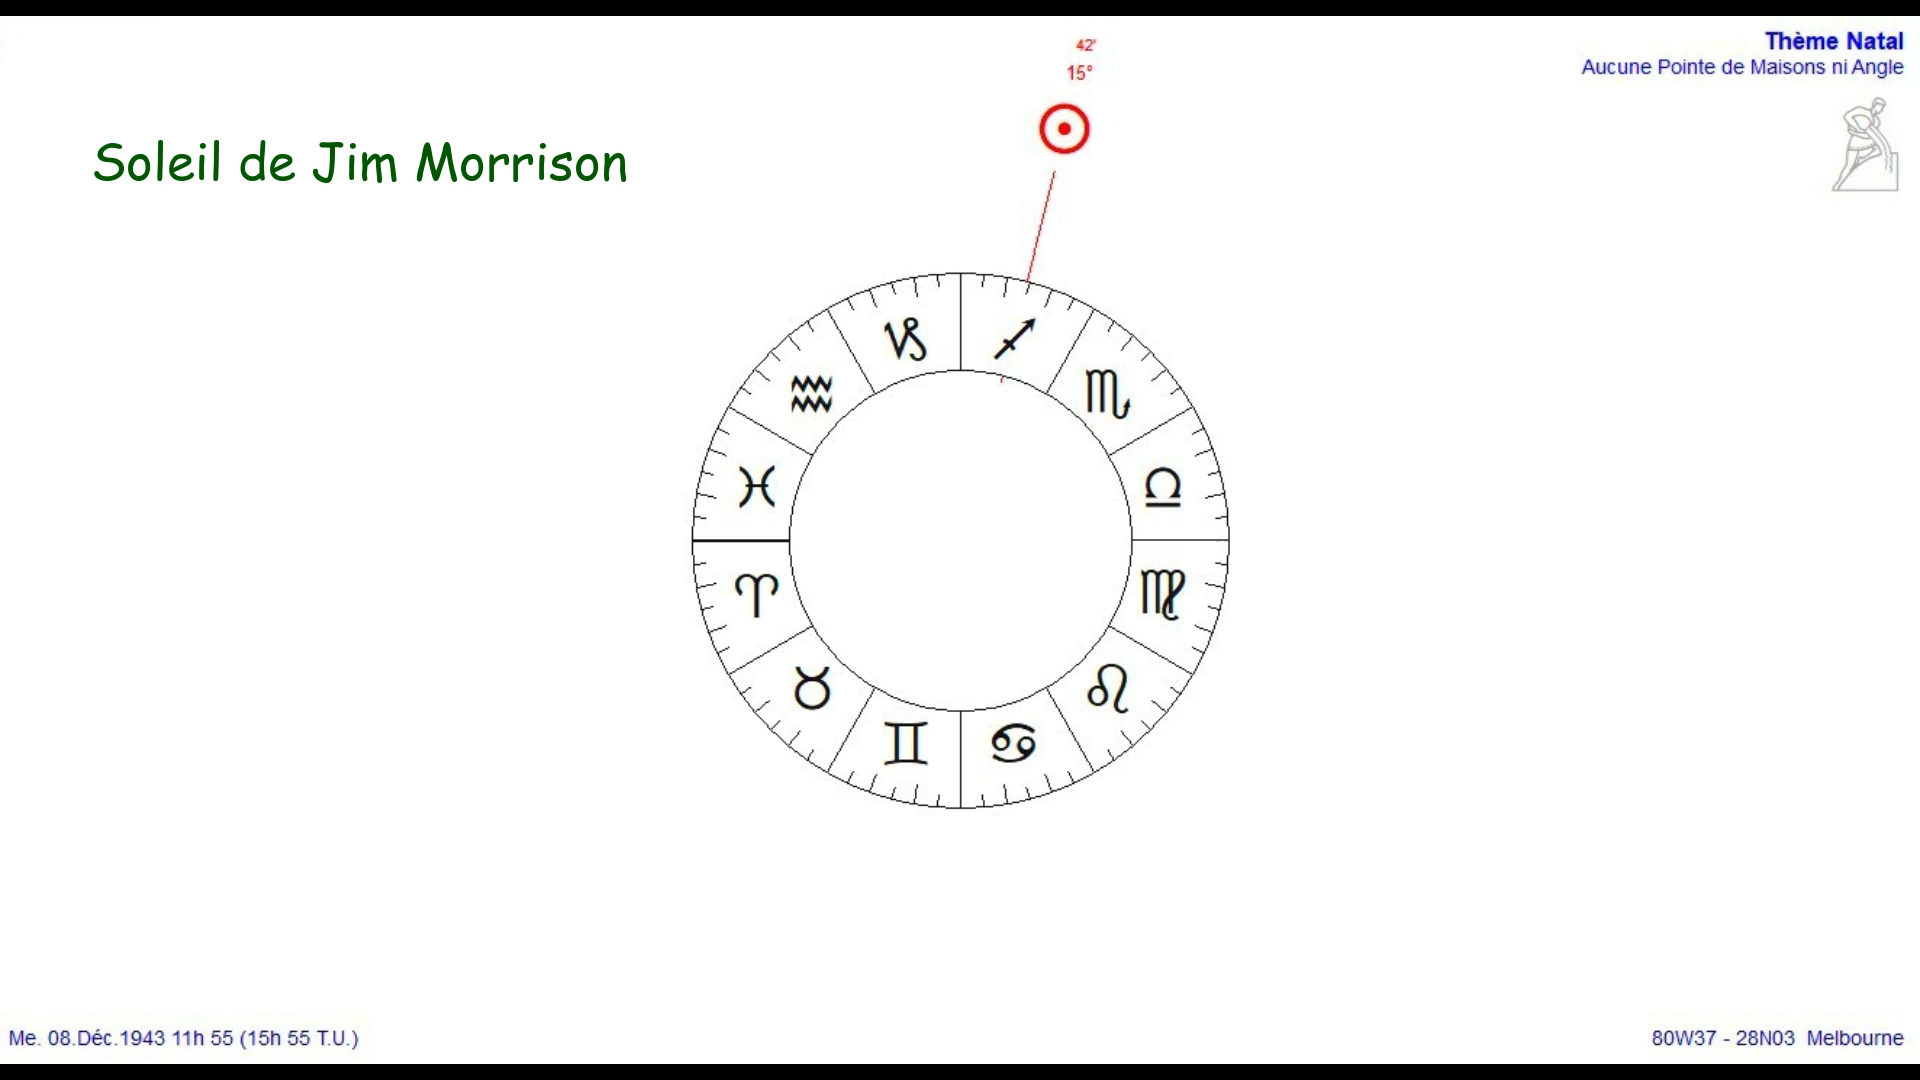 42'
15°
Thème Natal
Aucune Pointe de Maisons ni Angle
Soleil de Jim Morrison
Me. 08.Déc.1943 11h 55 (15h 55 T.U.)
80W37 - 28N03 Melbourne